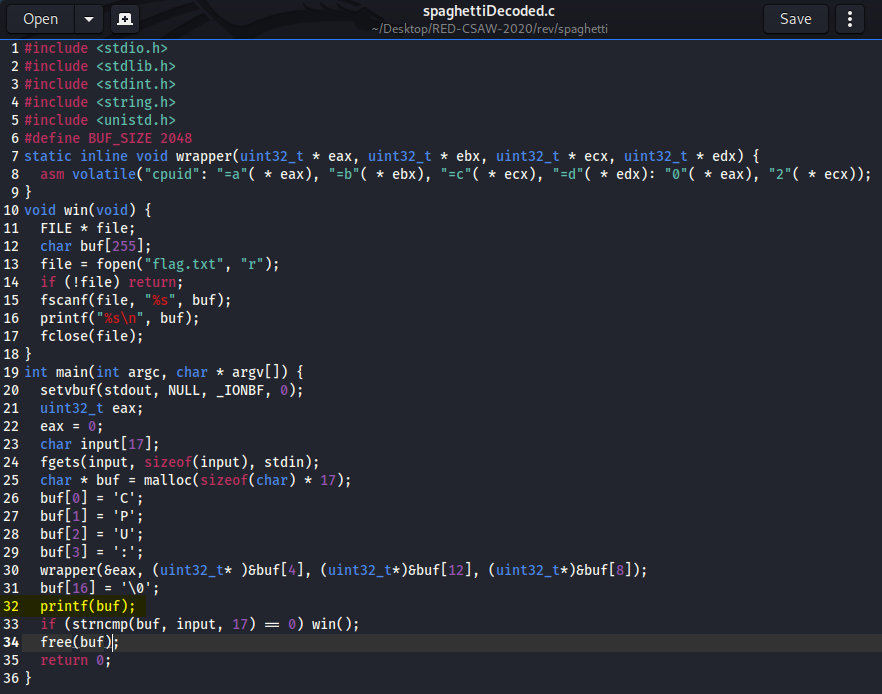 Open
spaghettiDecoded.c
~/Desktop/RED-CSAW-2020/rev/spaghetti
Save
1 #include <stdio.h>
2 #include <stdlib.h>
3 #include <stdint.h>
4 #include <string.h>
5 #include <unistd.h>
6 #define BUF_SIZE 2048
7 static inline void wrapper(uint32_t * eax, uint32_t * ebx, uint32_t * ecx, uint32_t * edx) {
8   asm volatile("cpuid": "=a"( * eax), "=b"( * ebx), "=c"( * ecx), "=d"( * edx): "0"( * eax), "2"( * ecx));
9 }
10 void win(void) {
11   FILE * file;
12   char buf[255];
13   file = fopen("flag.txt", "r");
14   if (!file) return;
15   fscanf(file, "%s", buf);
16   printf("%s\n", buf);
17   fclose(file);
18 }
19 int main(int argc, char * argv[]) {
20   setvbuf(stdout, NULL, _IONBF, 0);
21   uint32_t eax;
22   eax = 0;
23   char input[17];
24   fgets(input, sizeof(input), stdin);
25   char * buf = malloc(sizeof(char) * 17);
26   buf[0] = 'C';
27   buf[1] = 'P';
28   buf[2] = 'U';
29   buf[3] = ':';
30   wrapper(&eax, (uint32_t* )&buf[4], (uint32_t*)&buf[12], (uint32_t*)&buf[8]);
31   buf[16] = '\0';
32   printf(buf);
33   if (strncmp(buf, input, 17) == 0) win();
34   free(buf);
35   return 0;
36 }